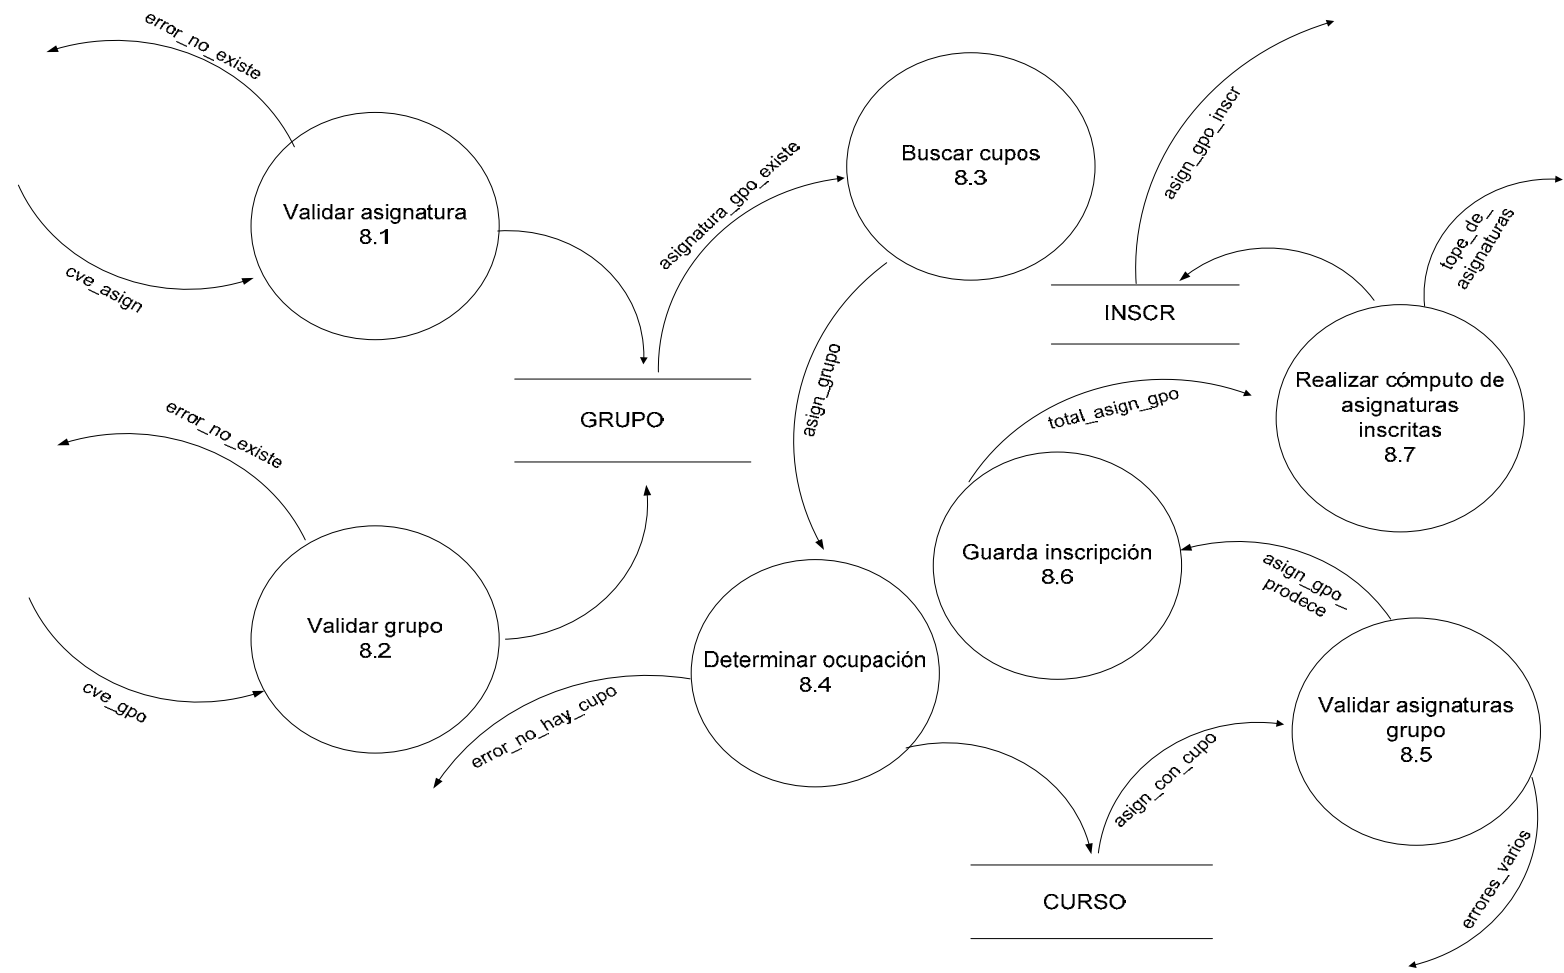 error_no_existe
Validar asignatura
8.1
cve_asign
asignatura_gpo_existe
Buscar cupos
8.3
asign_gpo_inscr
tope_de_
asignaturas
INSCR
GRUPO
asign_grupo
total_asign_gpo
Realizar cómputo de
asignaturas
inscritas
8.7
error_no_existe
Validar grupo
8.2
cve_gpo
Guarda inscripción
8.6
asign_gpo_
prodece
Determinar ocupación
8.4
error_no_hay_cupo
asign_con_cupo
Validar asignaturas
grupo
8.5
errores_varios
CURSO